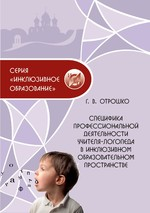 СЕРИЯ
«ИНКЛЮЗИВНОЕ
ОБРАЗОВАНИЕ»
Г. В. ОТРОШКО
СПЕЦИФИКА
ПРОФЕССИОНАЛЬНОЙ
ДЕЯТЕЛЬНОСТИ
УЧИТЕЛЯ-ЛОГОПЕДА
В ИНКЛЮЗИВНОМ
ОБРАЗОВАТЕЛЬНОМ
ПРОСТРАНСТВЕ